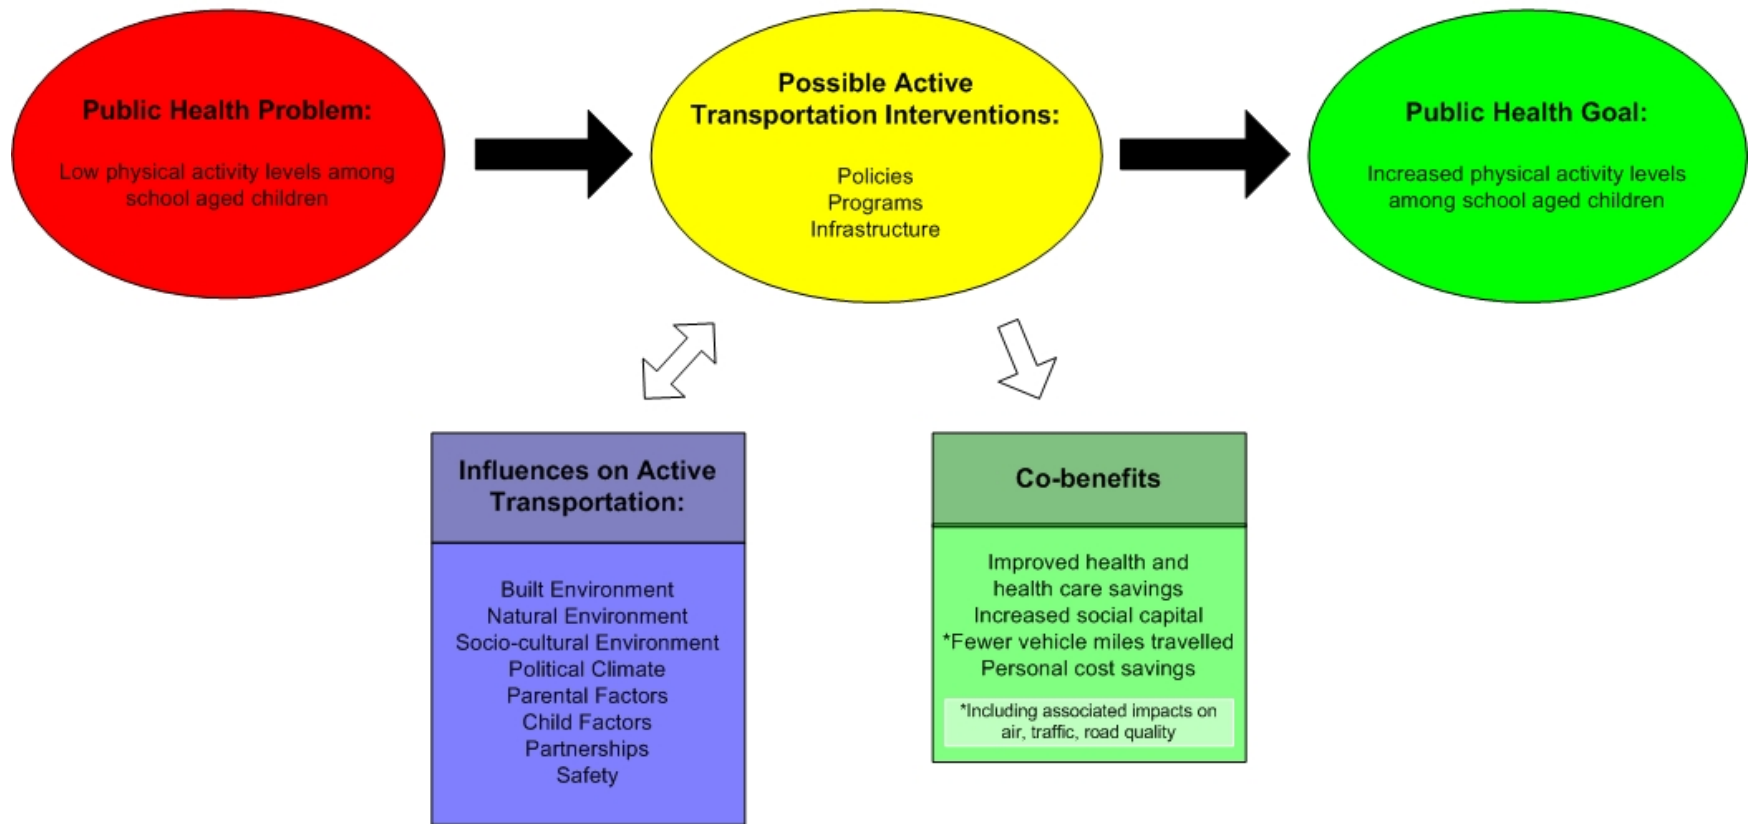 Public Health Problem:
Low physical activity levels among
school aged children
Possible Active
Transportation Interventions:
Policies
Programs
Infrastructure
Public Health Goal:
Increased physical activity levels
among school aged children
Influences on Active
Transportation:
Built Environment
Natural Environment
Socio-cultural Environment
Political Climate
Parental Factors
Child Factors
Partnerships
Safety
Co-benefits
Improved health and
health care savings
Increased social capital
*Fewer vehicle miles travelled
Personal cost savings
*Including associated impacts on
air, traffic, road quality